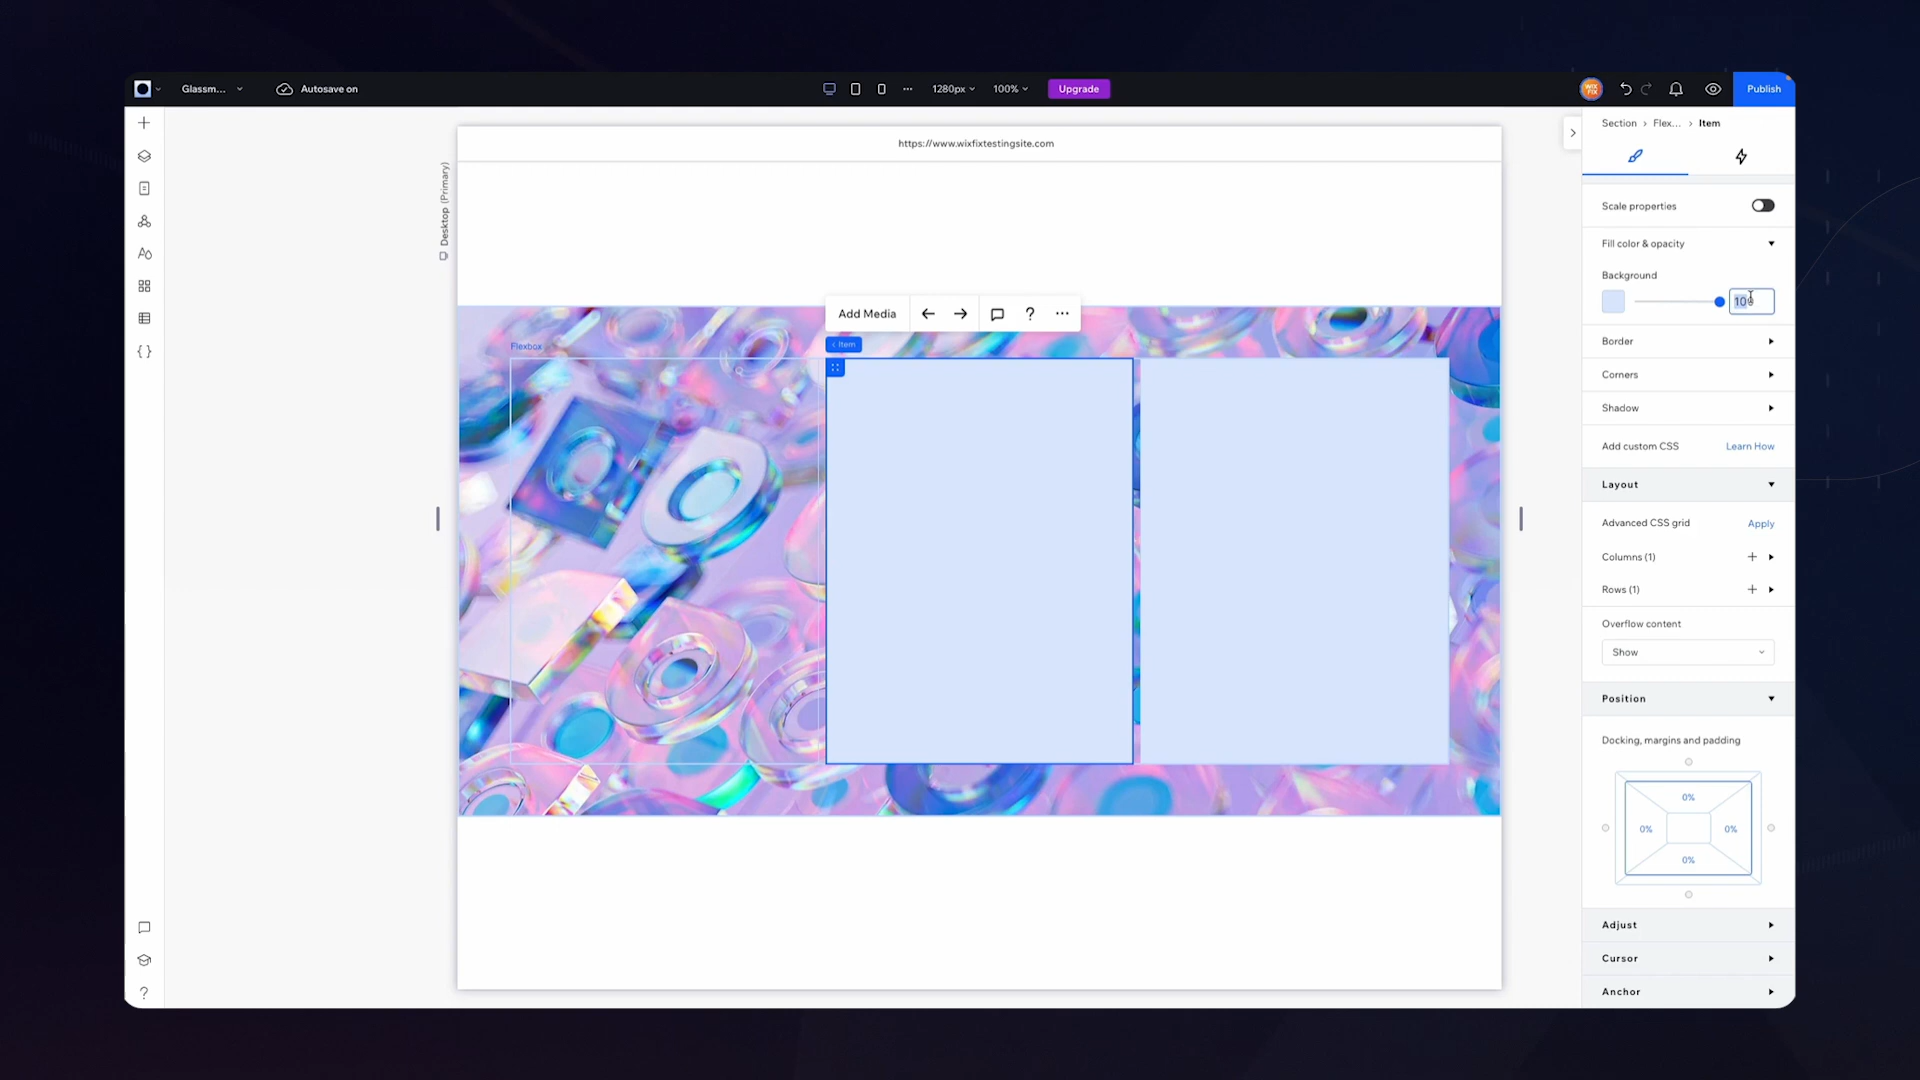 Glassm...
Autosave on
1280px
100%
Upgrade
WIX
FIX
Publish
https://www.wixfixtestingsite.com
Desktop (Primary)
Add Media
?
Flexbox
< Item
Section > Flex... > Item
Scale properties
Fill color & opacity
Background
Border
Corners
Shadow
Add custom CSS Learn How
Layout
Advanced CSS grid Apply
Columns (1)
Rows (1)
Overflow content
Show
Position
Docking, margins and padding
0%
0% 0%
0%
Adjust
Cursor
Anchor
?